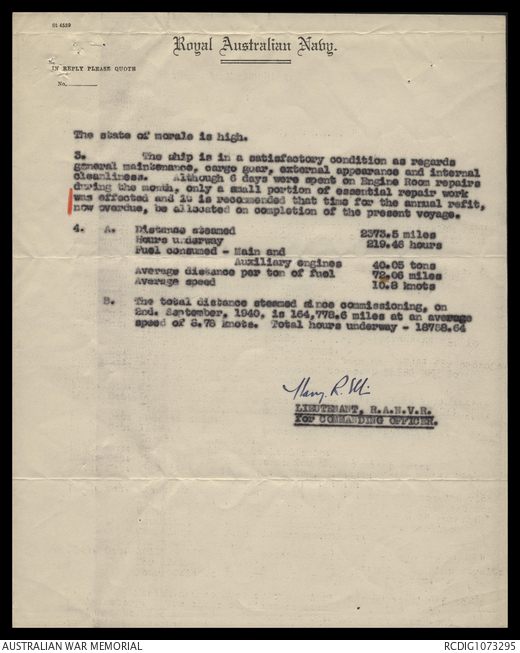 Royal Australian Navy.
IN REPLY PLEASE QUOTE
No.
The state of morale is high.
3. The ship is in a satisfactory condition as regards
general maintenance, cargo gear, external appearance and internal
cleanliness. Although 6 days were spent on Engine Room repairs
during the month, only a small portion of essential repair work
was effected and it is recommended that time for the annual refit,
now overdue, be allocated on completion of the present voyage.
4. A. Distance steamed 2373.5 miles
Hours underway 219.46 hours
Fuel consumed - Main and
Auxiliary engines 40.05 tons
Average distance per ton of fuel 72.06 miles
Average speed 10.8 knots
B. The total distance steamed since commissioning, on
2nd. September, 1940, is 164,778.6 miles at an average
speed of 8.78 knots. Total hours underway - 18758.64
Harry R.
LIEUTENANT, R.A.N.V.R.
for COMMANDING OFFICER.
AUSTRALIAN WAR MEMORIAL
RCDIG1073295